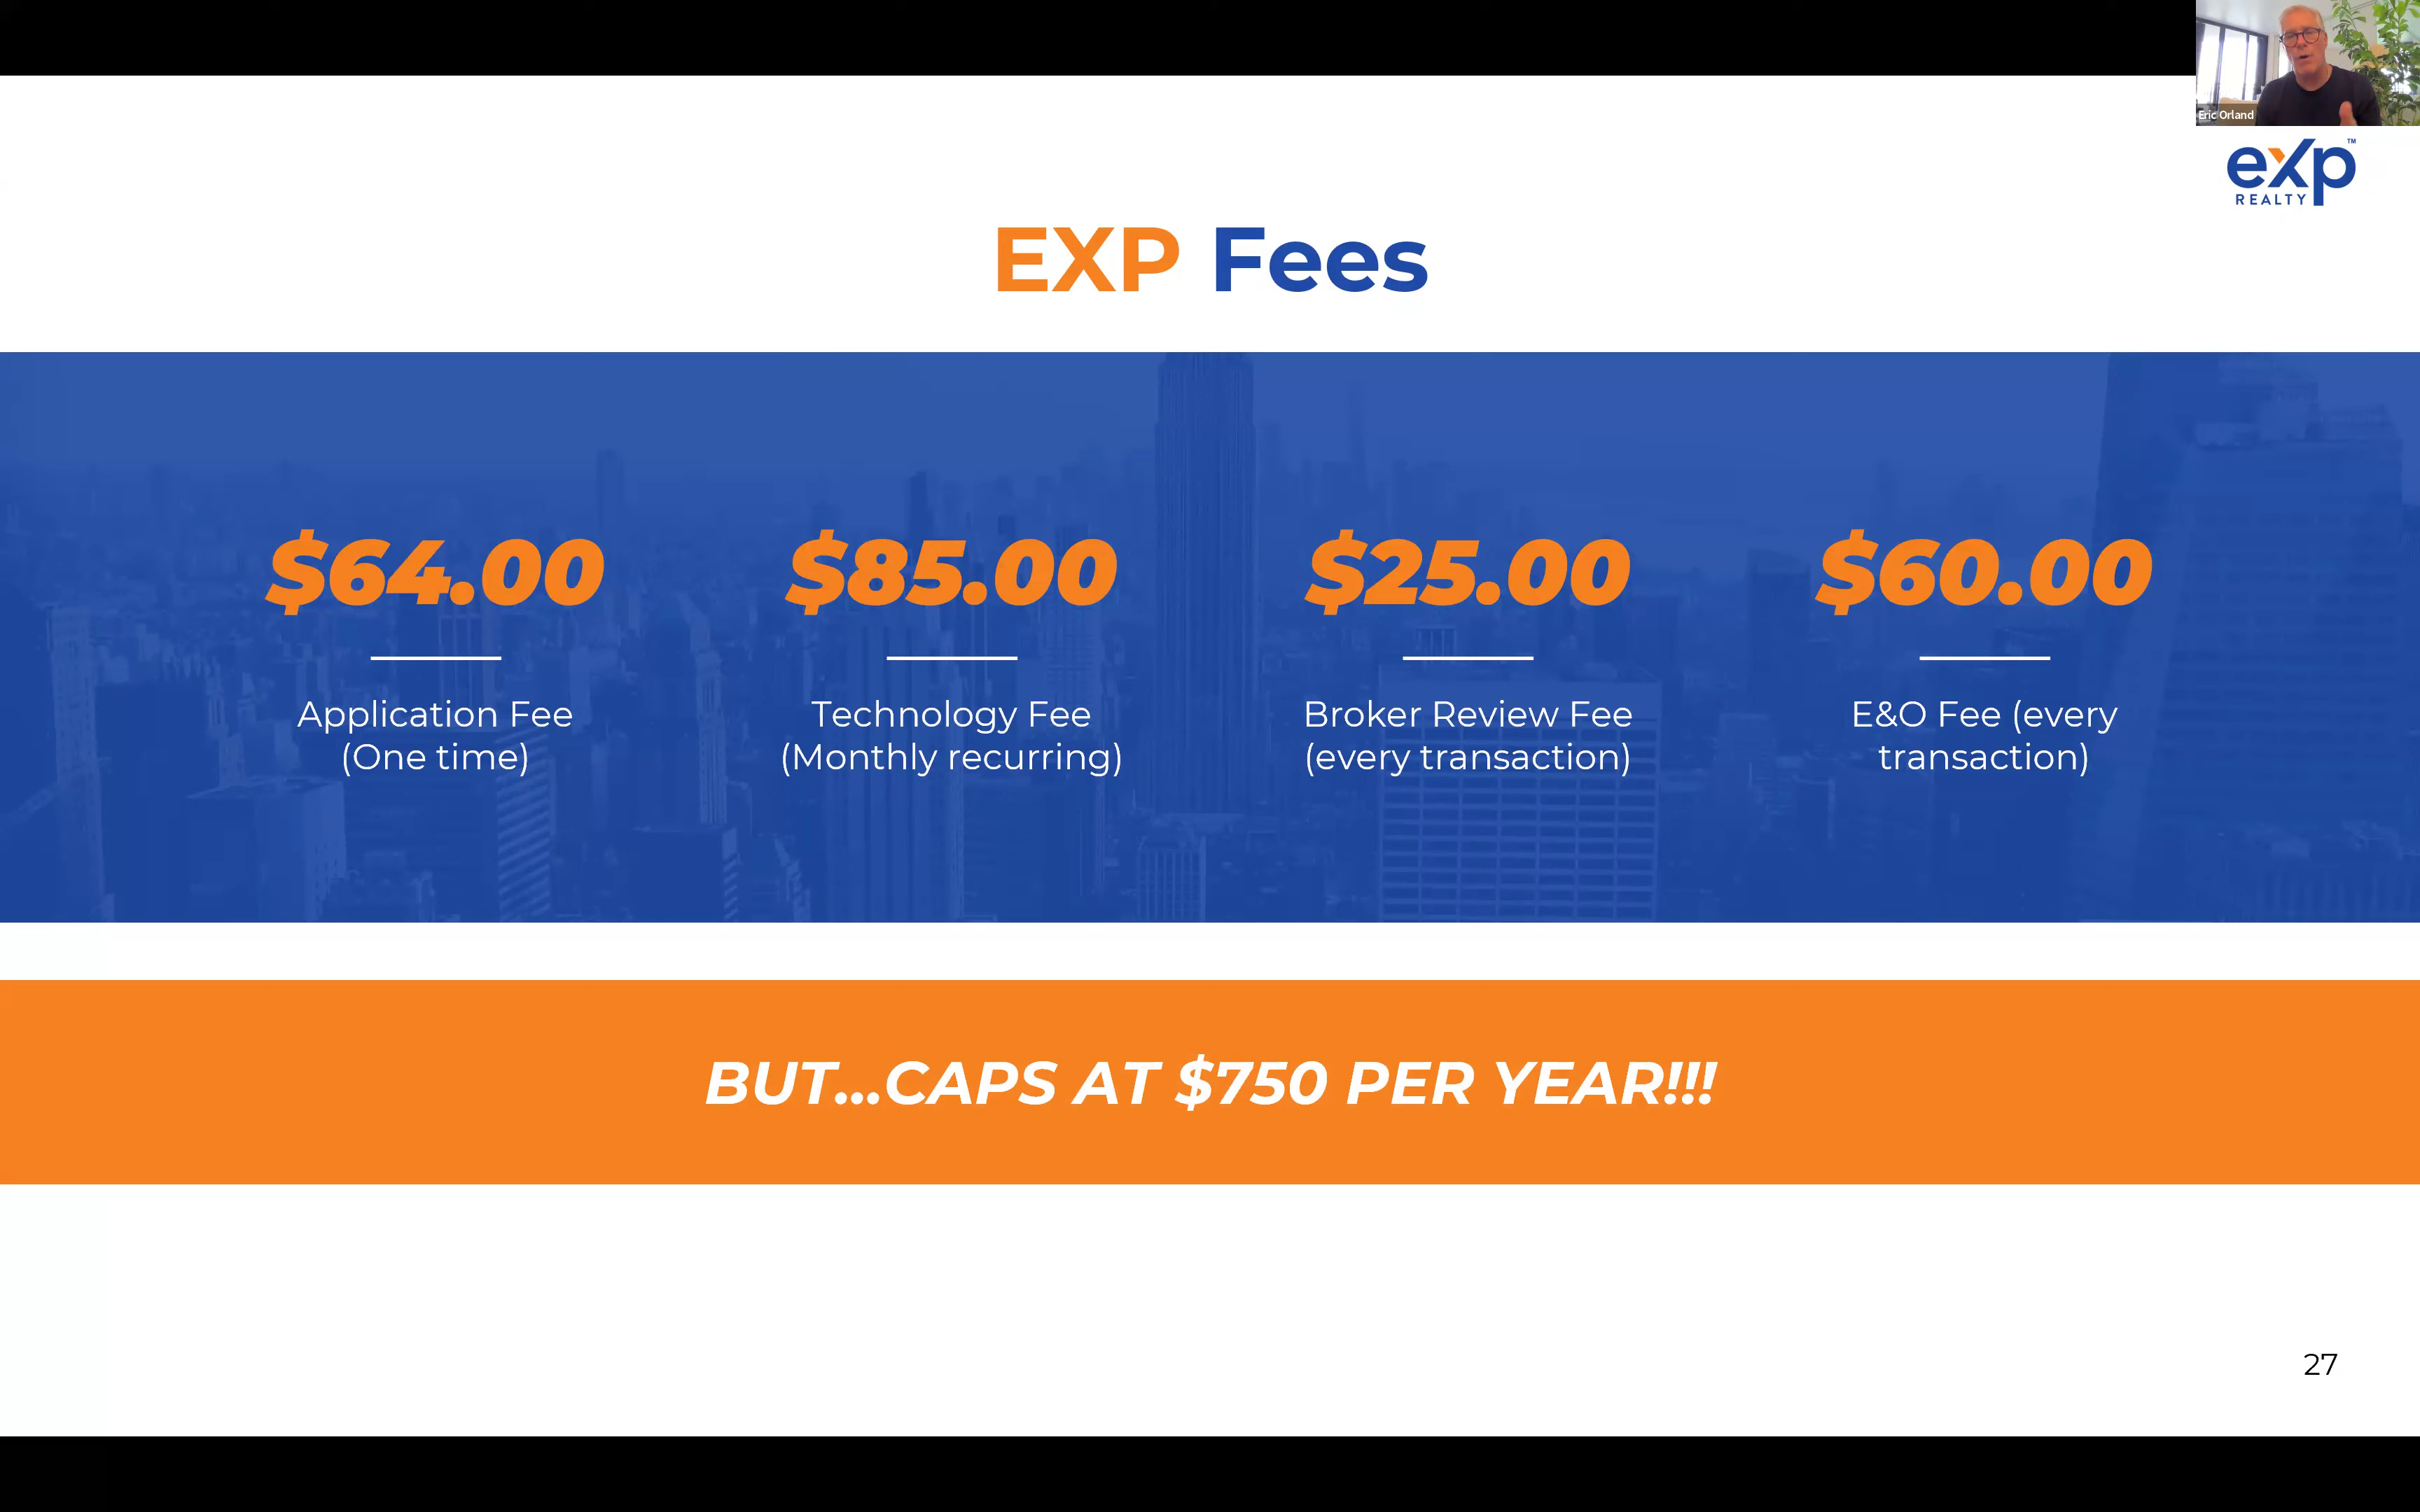 Eric Orland
exp
™
REALTY
EXP Fees
$64.00
Application Fee
(One time)
$85.00
Technology Fee
(Monthly recurring)
$25.00
Broker Review Fee
(every transaction)
$60.00
E&O Fee (every
transaction)
BUT...CAPS AT $750 PER YEAR!!!
27